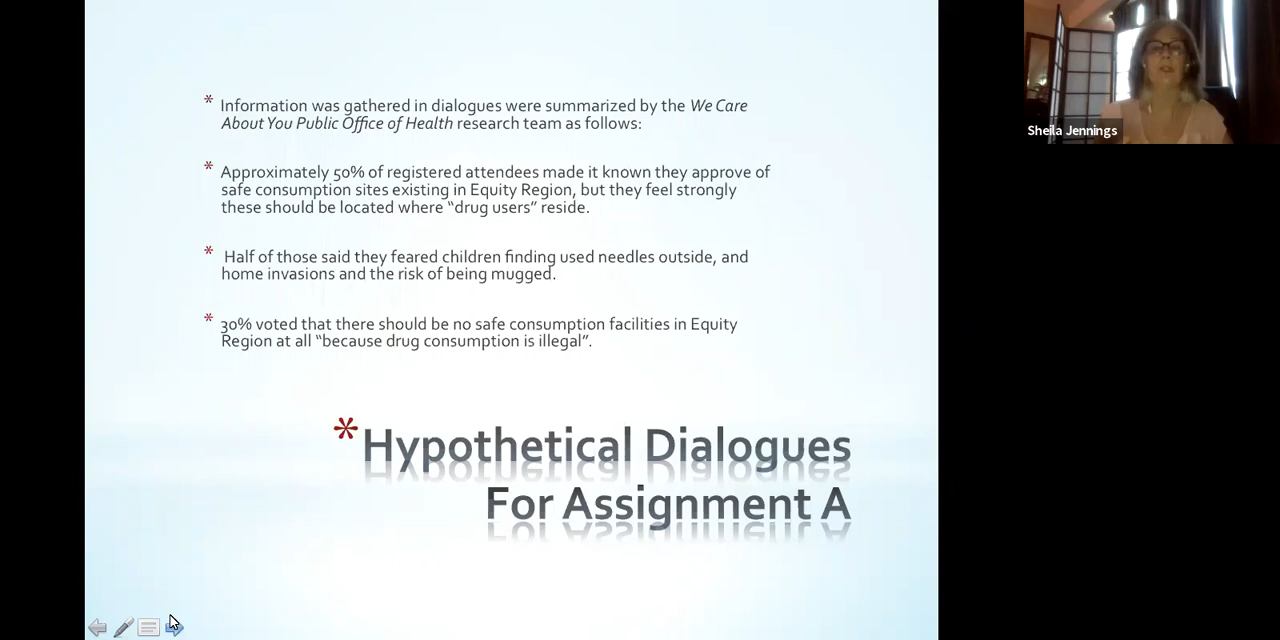 * Information was gathered in dialogues were summarized by the We Care
About You Public Office of Health research team as follows:
* Approximately 50% of registered attendees made it known they approve of
safe consumption sites existing in Equity Region, but they feel strongly
these should be located where “drug users” reside.
* Half of those said they feared children finding used needles outside, and
home invasions and the risk of being mugged.
* 30% voted that there should be no safe consumption facilities in Equity
Region at all “because drug consumption is illegal”.
* Hypothetical Dialogues
For Assignment A
Sheila Jennings